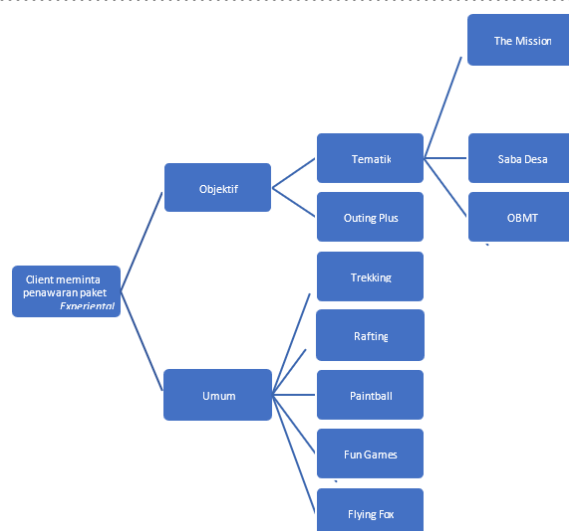 The Mission
Tematik
Saba Desa
Objektif
Outing Plus
OBMT
Client meminta
penawaran paket
Experiental
Trekking
Rafting
Umum
Paintball
Fun Games
Flying Fox